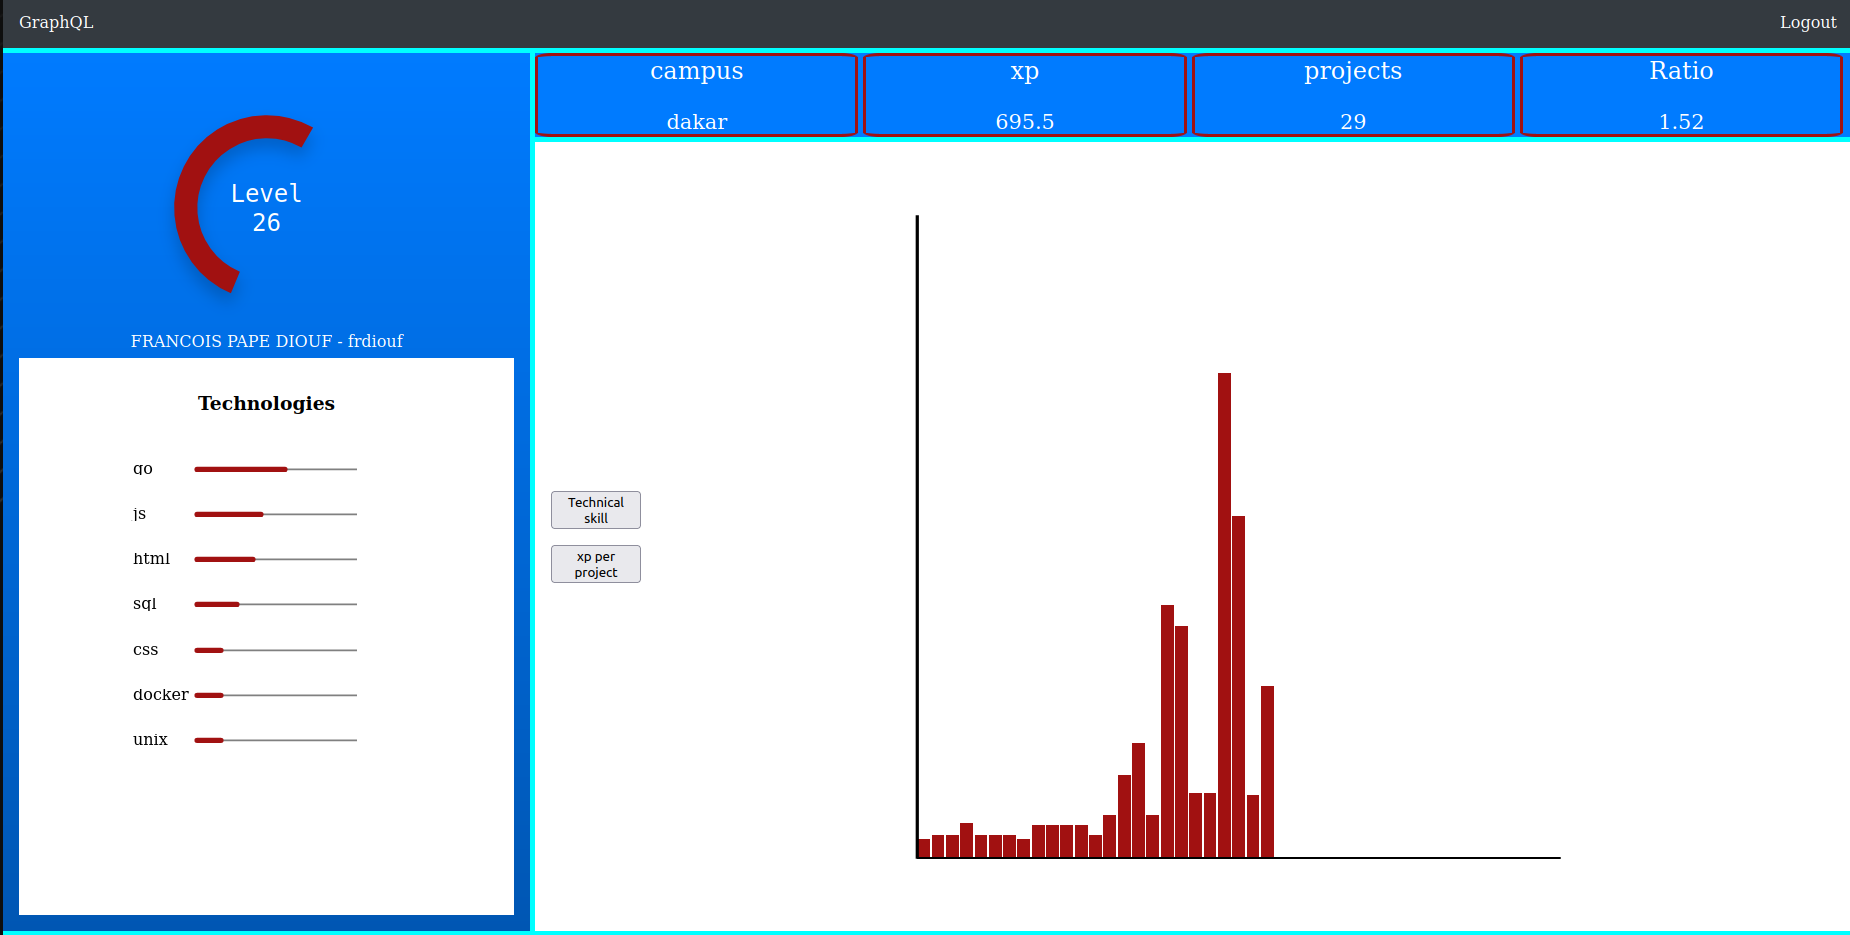 GraphQL
Logout
Level
26
FRANCOIS PAPE DIOUF - frdiouf
Technologies
go
js
html
sql
css
docker
unix
campus
dakar
xp
695.5
projects
29
Ratio
1.52
Technical
skill
xp per
project